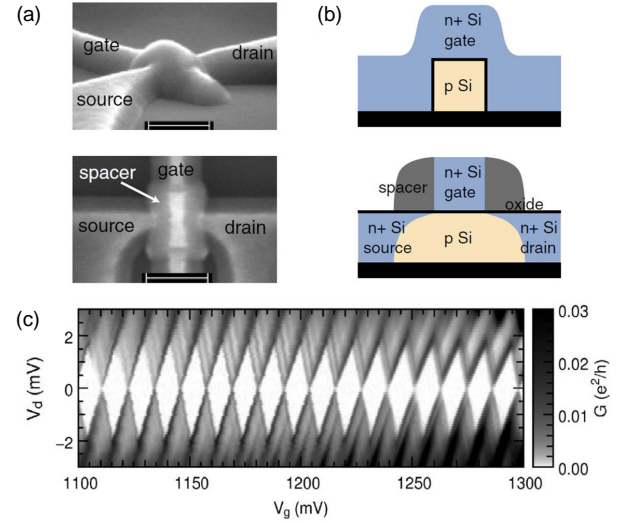 (a)
gate
drain
source
gate
spacer
source
drain
(b)
n+ Si
gate
p Si
n+ Si
spacer
gate
oxide
n+ Si
source
p Si
n+ Si
drain
(c)
2
0
−2
V_d (mV)
1100
1150
1200
1250
1300
V_g (mV)
0.03
0.02
0.01
0.00
G (e²/h)